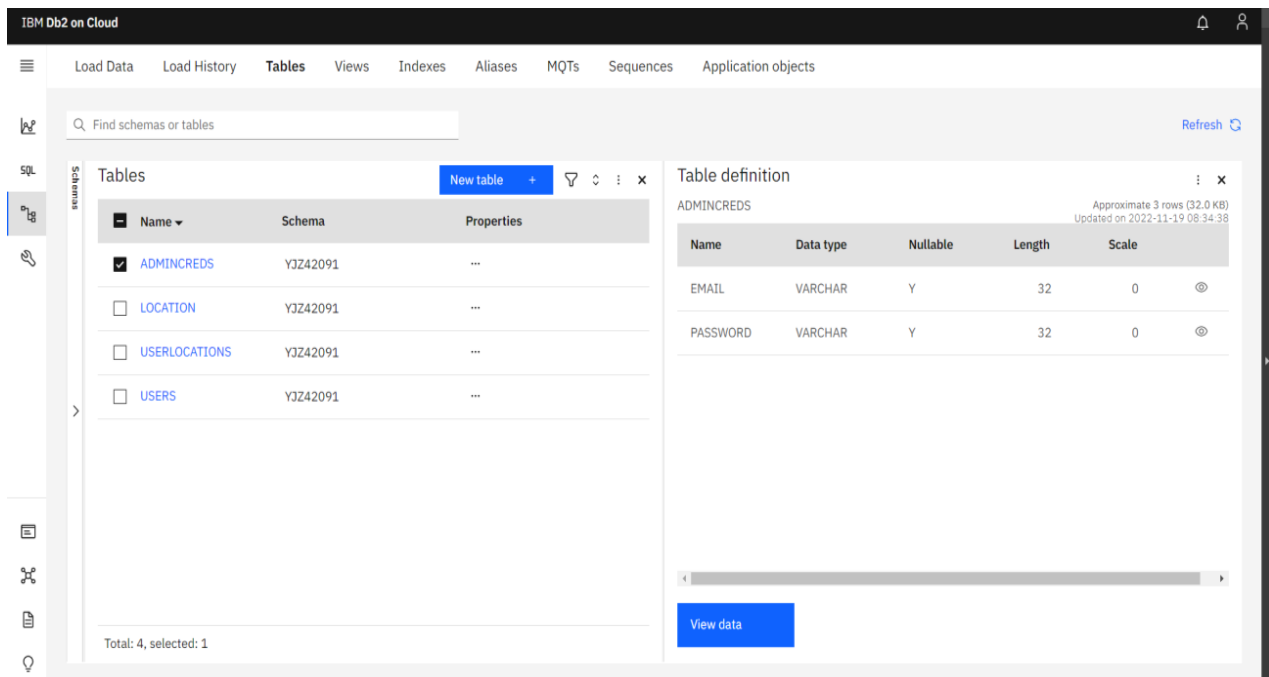 IBM Db2 on Cloud
Load Data Load History Tables Views Indexes Aliases MQTs Sequences Application objects
Find schemas or tables
Refresh
SQL
Schemas
Tables
New table +
Name Schema Properties
ADMINCREDS YJZ42091 ...
LOCATION YJZ42091 ...
USERLOCATIONS YJZ42091 ...
USERS YJZ42091 ...
Total: 4, selected: 1
Table definition
ADMINCREDS
Approximate 3 rows (32.0 KB)
Updated on 2022-11-19 08:34:38
Name Data type Nullable Length Scale
EMAIL VARCHAR Y 32 0
PASSWORD VARCHAR Y 32 0
View data